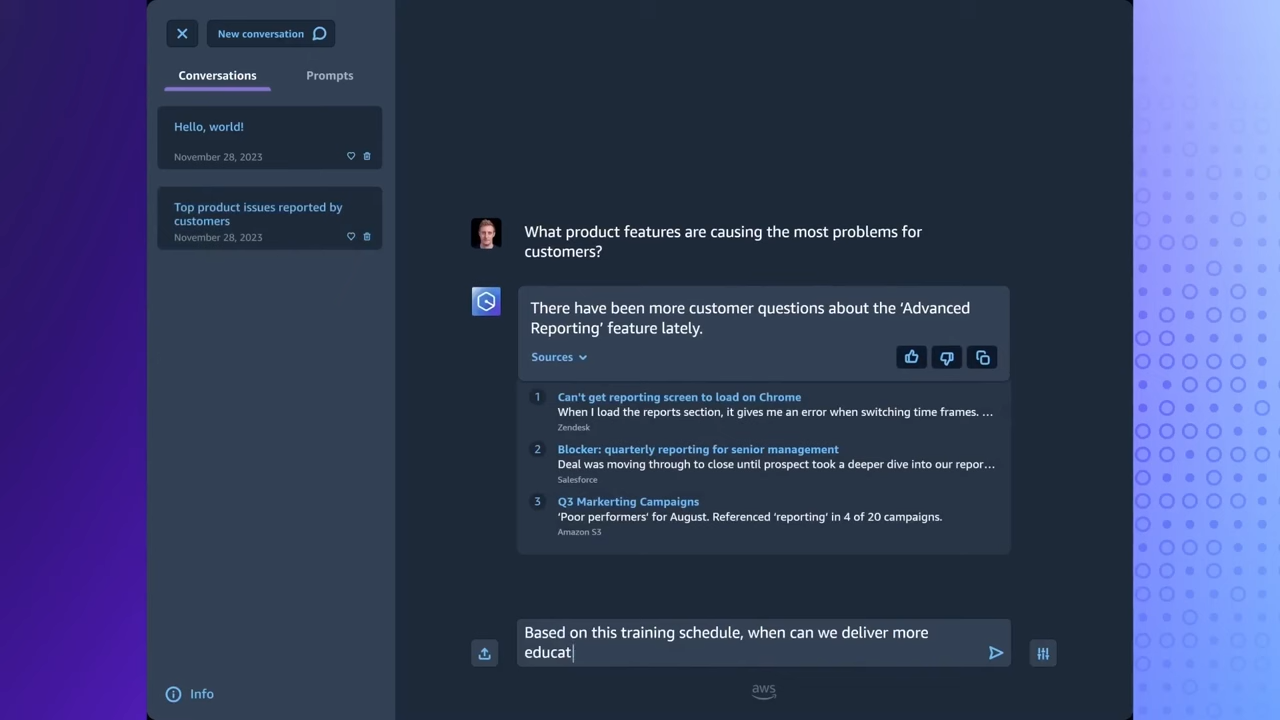 New conversation
Conversations
Prompts
Hello, world!
November 28, 2023
Top product issues reported by
customers
November 28, 2023
Info
What product features are causing the most problems for
customers?
There have been more customer questions about the ‘Advanced
Reporting’ feature lately.
Sources
1 Can't get reporting screen to load on Chrome
When I load the reports section, it gives me an error when switching time frames. ...
Zendesk
2 Blocker: quarterly reporting for senior management
Deal was moving through to close until prospect took a deeper dive into our repor...
Salesforce
3 Q3 Markerting Campaigns
‘Poor performers’ for August. Referenced ‘reporting’ in 4 of 20 campaigns.
Amazon S3
Based on this training schedule, when can we deliver more
educat
aws